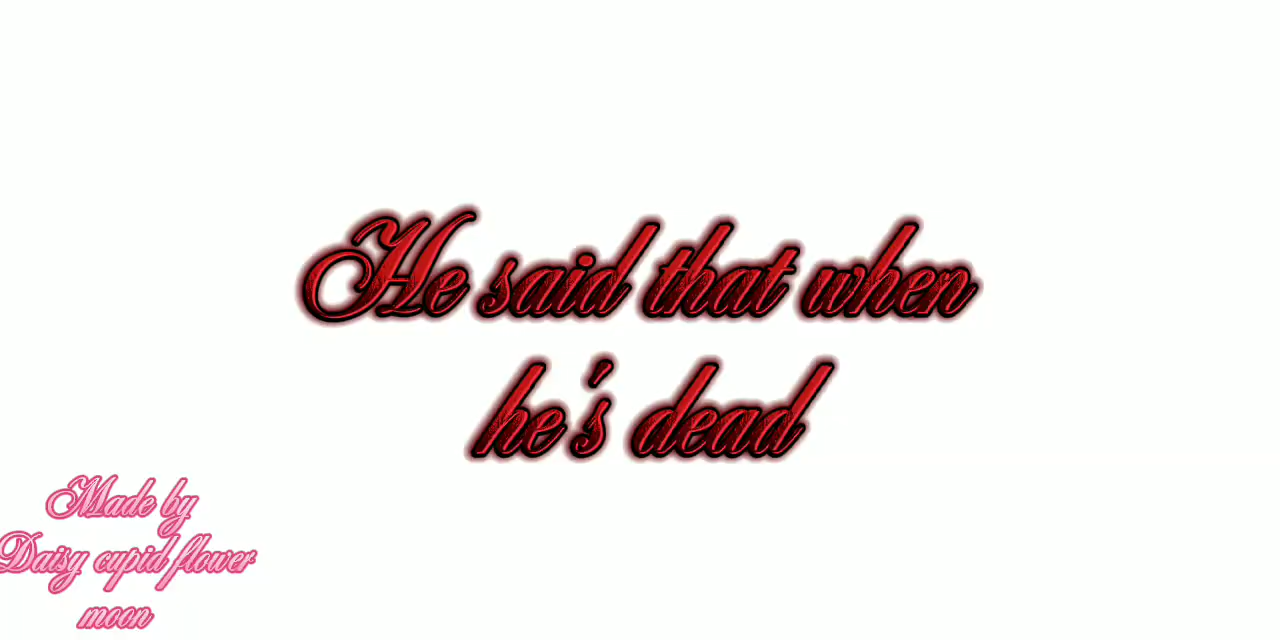 He said that when
he's dead
Made by
Daisy cupid flower
moon